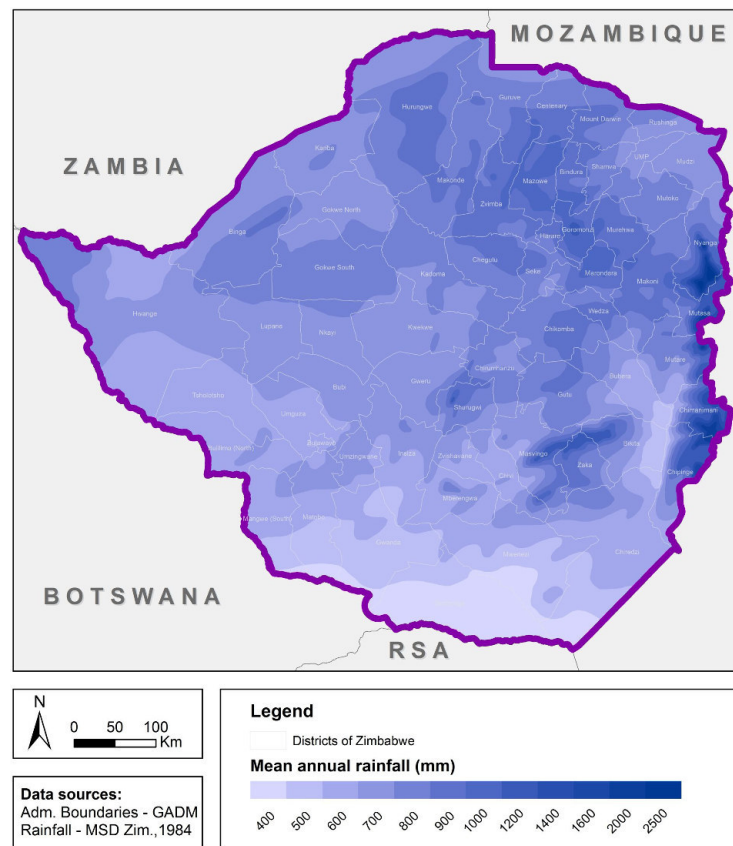 MOZAMBIQUE
ZAMBIA
Hurungwe
Guruve
Centenary
Mount Darwin
Rushinga
Kariba
UMP
Mudzi
Makonde
Mazowe
Bindura
Shamva
Zvimba
Mutoko
Gokwe North
Binga
Harare
Goromonzi
Murehwa
Nyanga
Gokwe South
Kadoma
Chegutu
Seke
Marondera
Makoni
Hwange
Wedza
Mutasa
Lupane
Nkayi
Kwekwe
Chikomba
Mutare
Bubi
Gweru
Chirumanzu
Buhera
Tsholotsho
Umguza
Shurugwi
Gutu
Chimanimani
Bulilima (North)
Umzingwane
Insiza
Zvishavane
Masvingo
Zaka
Chipinge
Mberengwa
Chivi
Mangwe (South)
Matobo
Gwanda
Mwenezi
Chiredzi
BOTSWANA
RSA
N
0 50 100
Km
Data sources:
Adm. Boundaries - GADM
Rainfall - MSD Zim.,1984
Legend
Districts of Zimbabwe
Mean annual rainfall (mm)
400 500 600 700 800 900 1000 1200 1400 1600 2000 2500